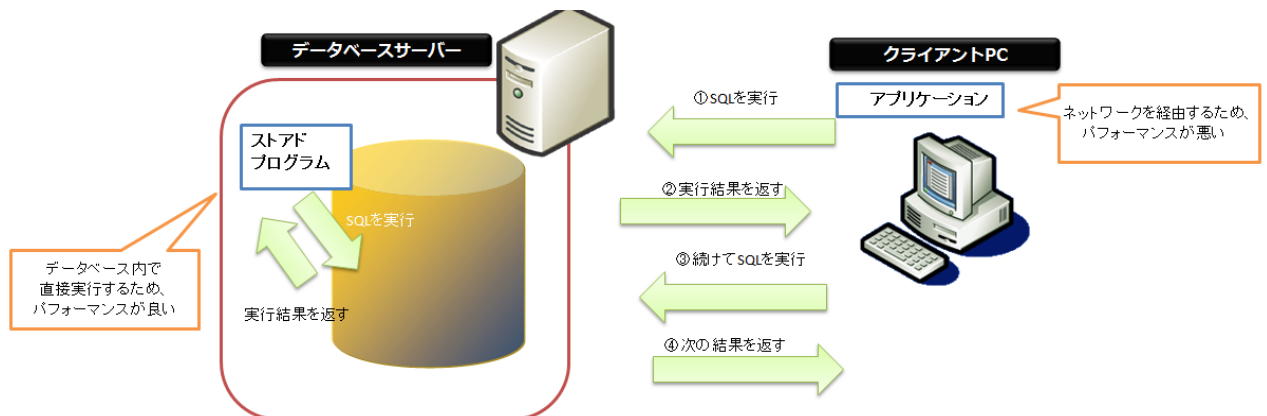 データベースサーバー
ストアド
プログラム
SQLを実行
実行結果を返す
データベース内で
直接実行するため、
パフォーマンスが良い
クライアントPC
アプリケーション
ネットワークを経由するため、
パフォーマンスが悪い
①SQLを実行
②実行結果を返す
③続けてSQLを実行
④次の結果を返す